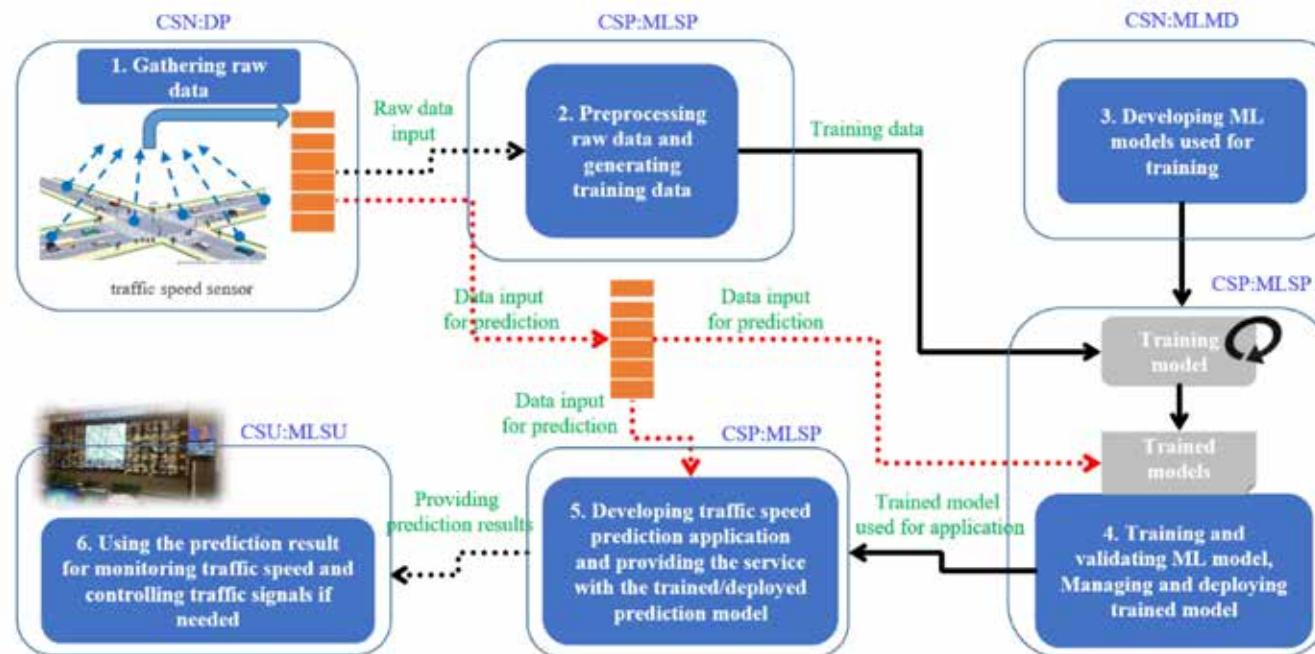 CSN:DP
1. Gathering raw
data
traffic speed sensor
Raw data
input
CSP:MLSP
2. Preprocessing
raw data and
generating
training data
Training data
CSN:MLMD
3. Developing ML
models used for
training
CSP:MLSP
Training
model
Trained
models
4. Training and
validating ML model,
Managing and deploying
trained model
Data input
for prediction
Data input
for prediction
Data input
for prediction
Trained model
used for application
CSP:MLSP
5. Developing traffic speed
prediction application
and providing the service
with the trained/deployed
prediction model
Providing
prediction results
CSU:MLSU
6. Using the prediction result
for monitoring traffic speed and
controlling traffic signals if
needed